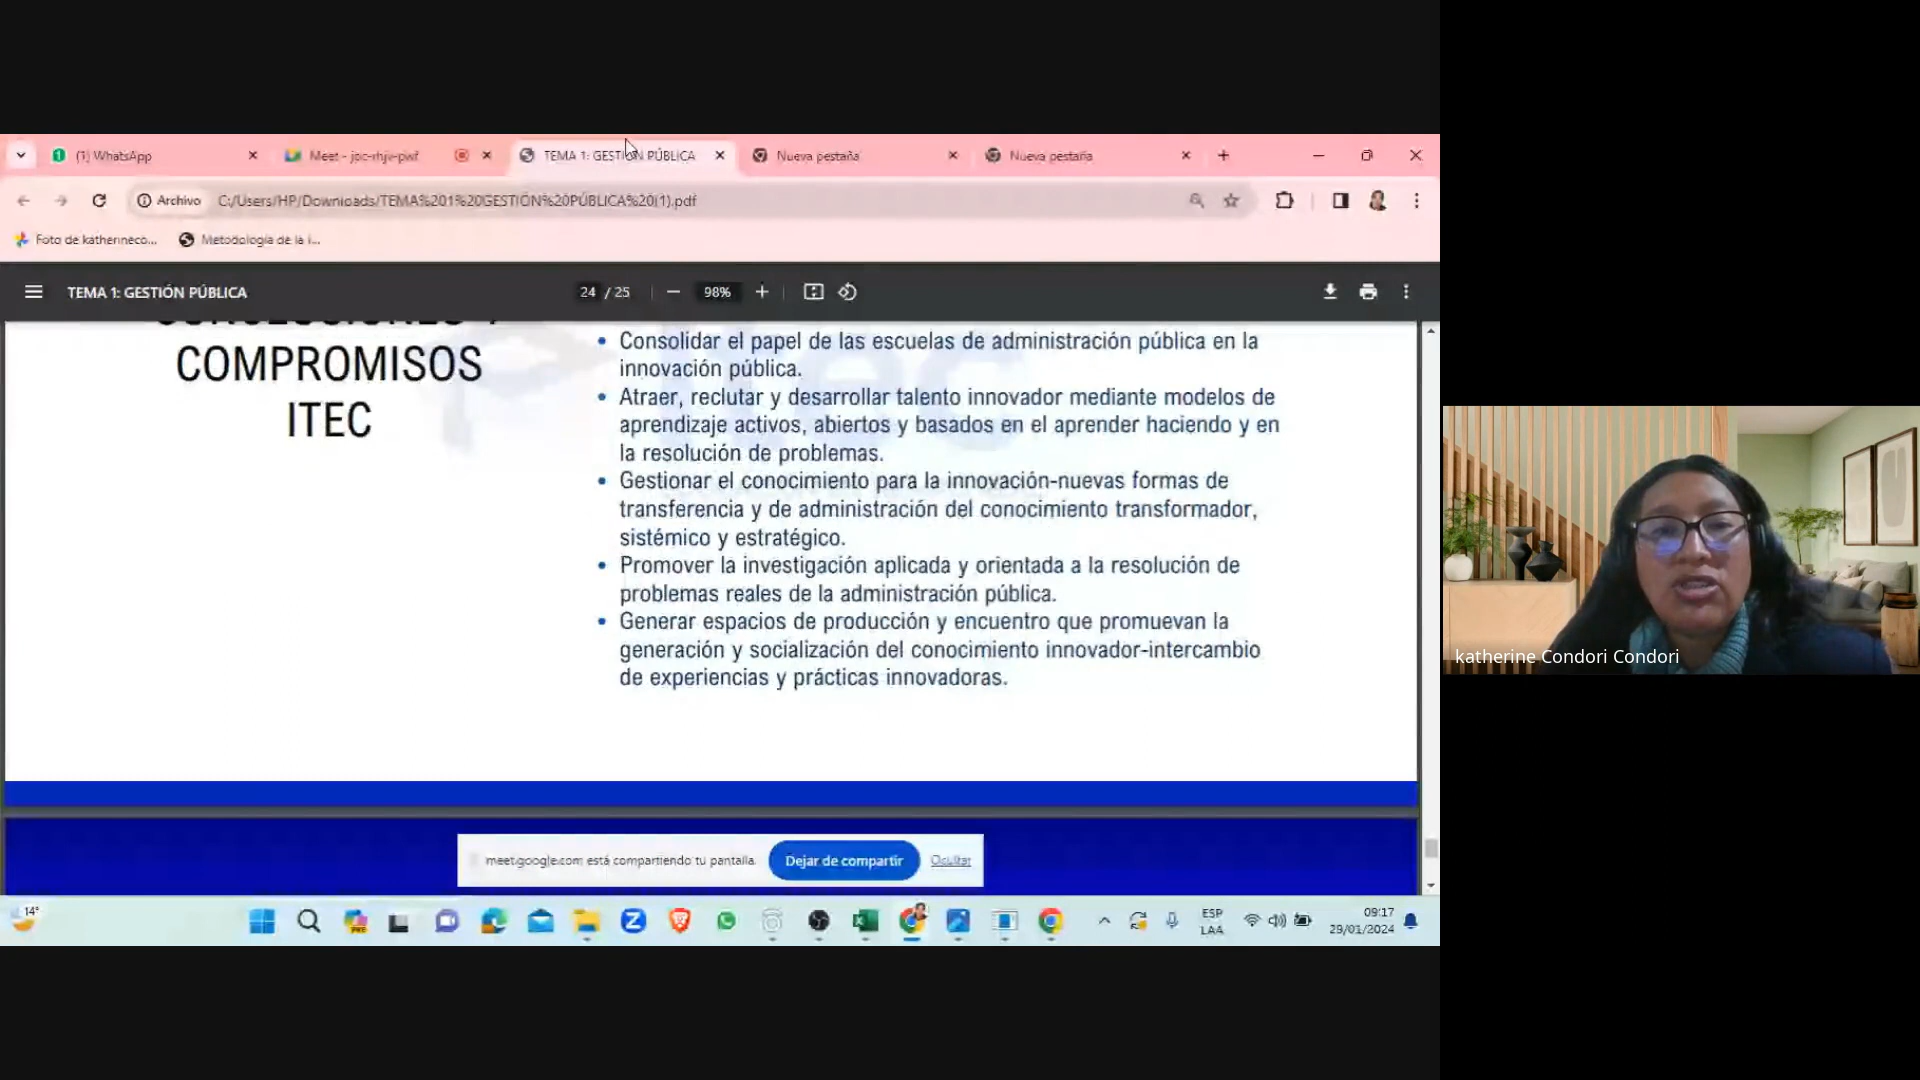 (1) WhatsApp
Meet - joc-rhjv-pwf
TEMA 1: GESTIÓN PÚBLICA
Nueva pestaña
Nueva pestaña
Archivo
C:/Users/HP/Downloads/TEMA%201%20GESTIÓN%20PÚBLICA%20(1).pdf
Foto de katherineco...
Metodología de la i...
TEMA 1: GESTIÓN PÚBLICA
24 / 25
98%
COMPROMISOS
ITEC
• Consolidar el papel de las escuelas de administración pública en la
innovación pública.
• Atraer, reclutar y desarrollar talento innovador mediante modelos de
aprendizaje activos, abiertos y basados en el aprender haciendo y en
la resolución de problemas.
• Gestionar el conocimiento para la innovación-nuevas formas de
transferencia y de administración del conocimiento transformador,
sistémico y estratégico.
• Promover la investigación aplicada y orientada a la resolución de
problemas reales de la administración pública.
• Generar espacios de producción y encuentro que promuevan la
generación y socialización del conocimiento innovador-intercambio
de experiencias y prácticas innovadoras.
meet.google.com está compartiendo tu pantalla.
Dejar de compartir
Ocultar
14°
ESP
LAA
09:17
29/01/2024
katherine Condori Condori